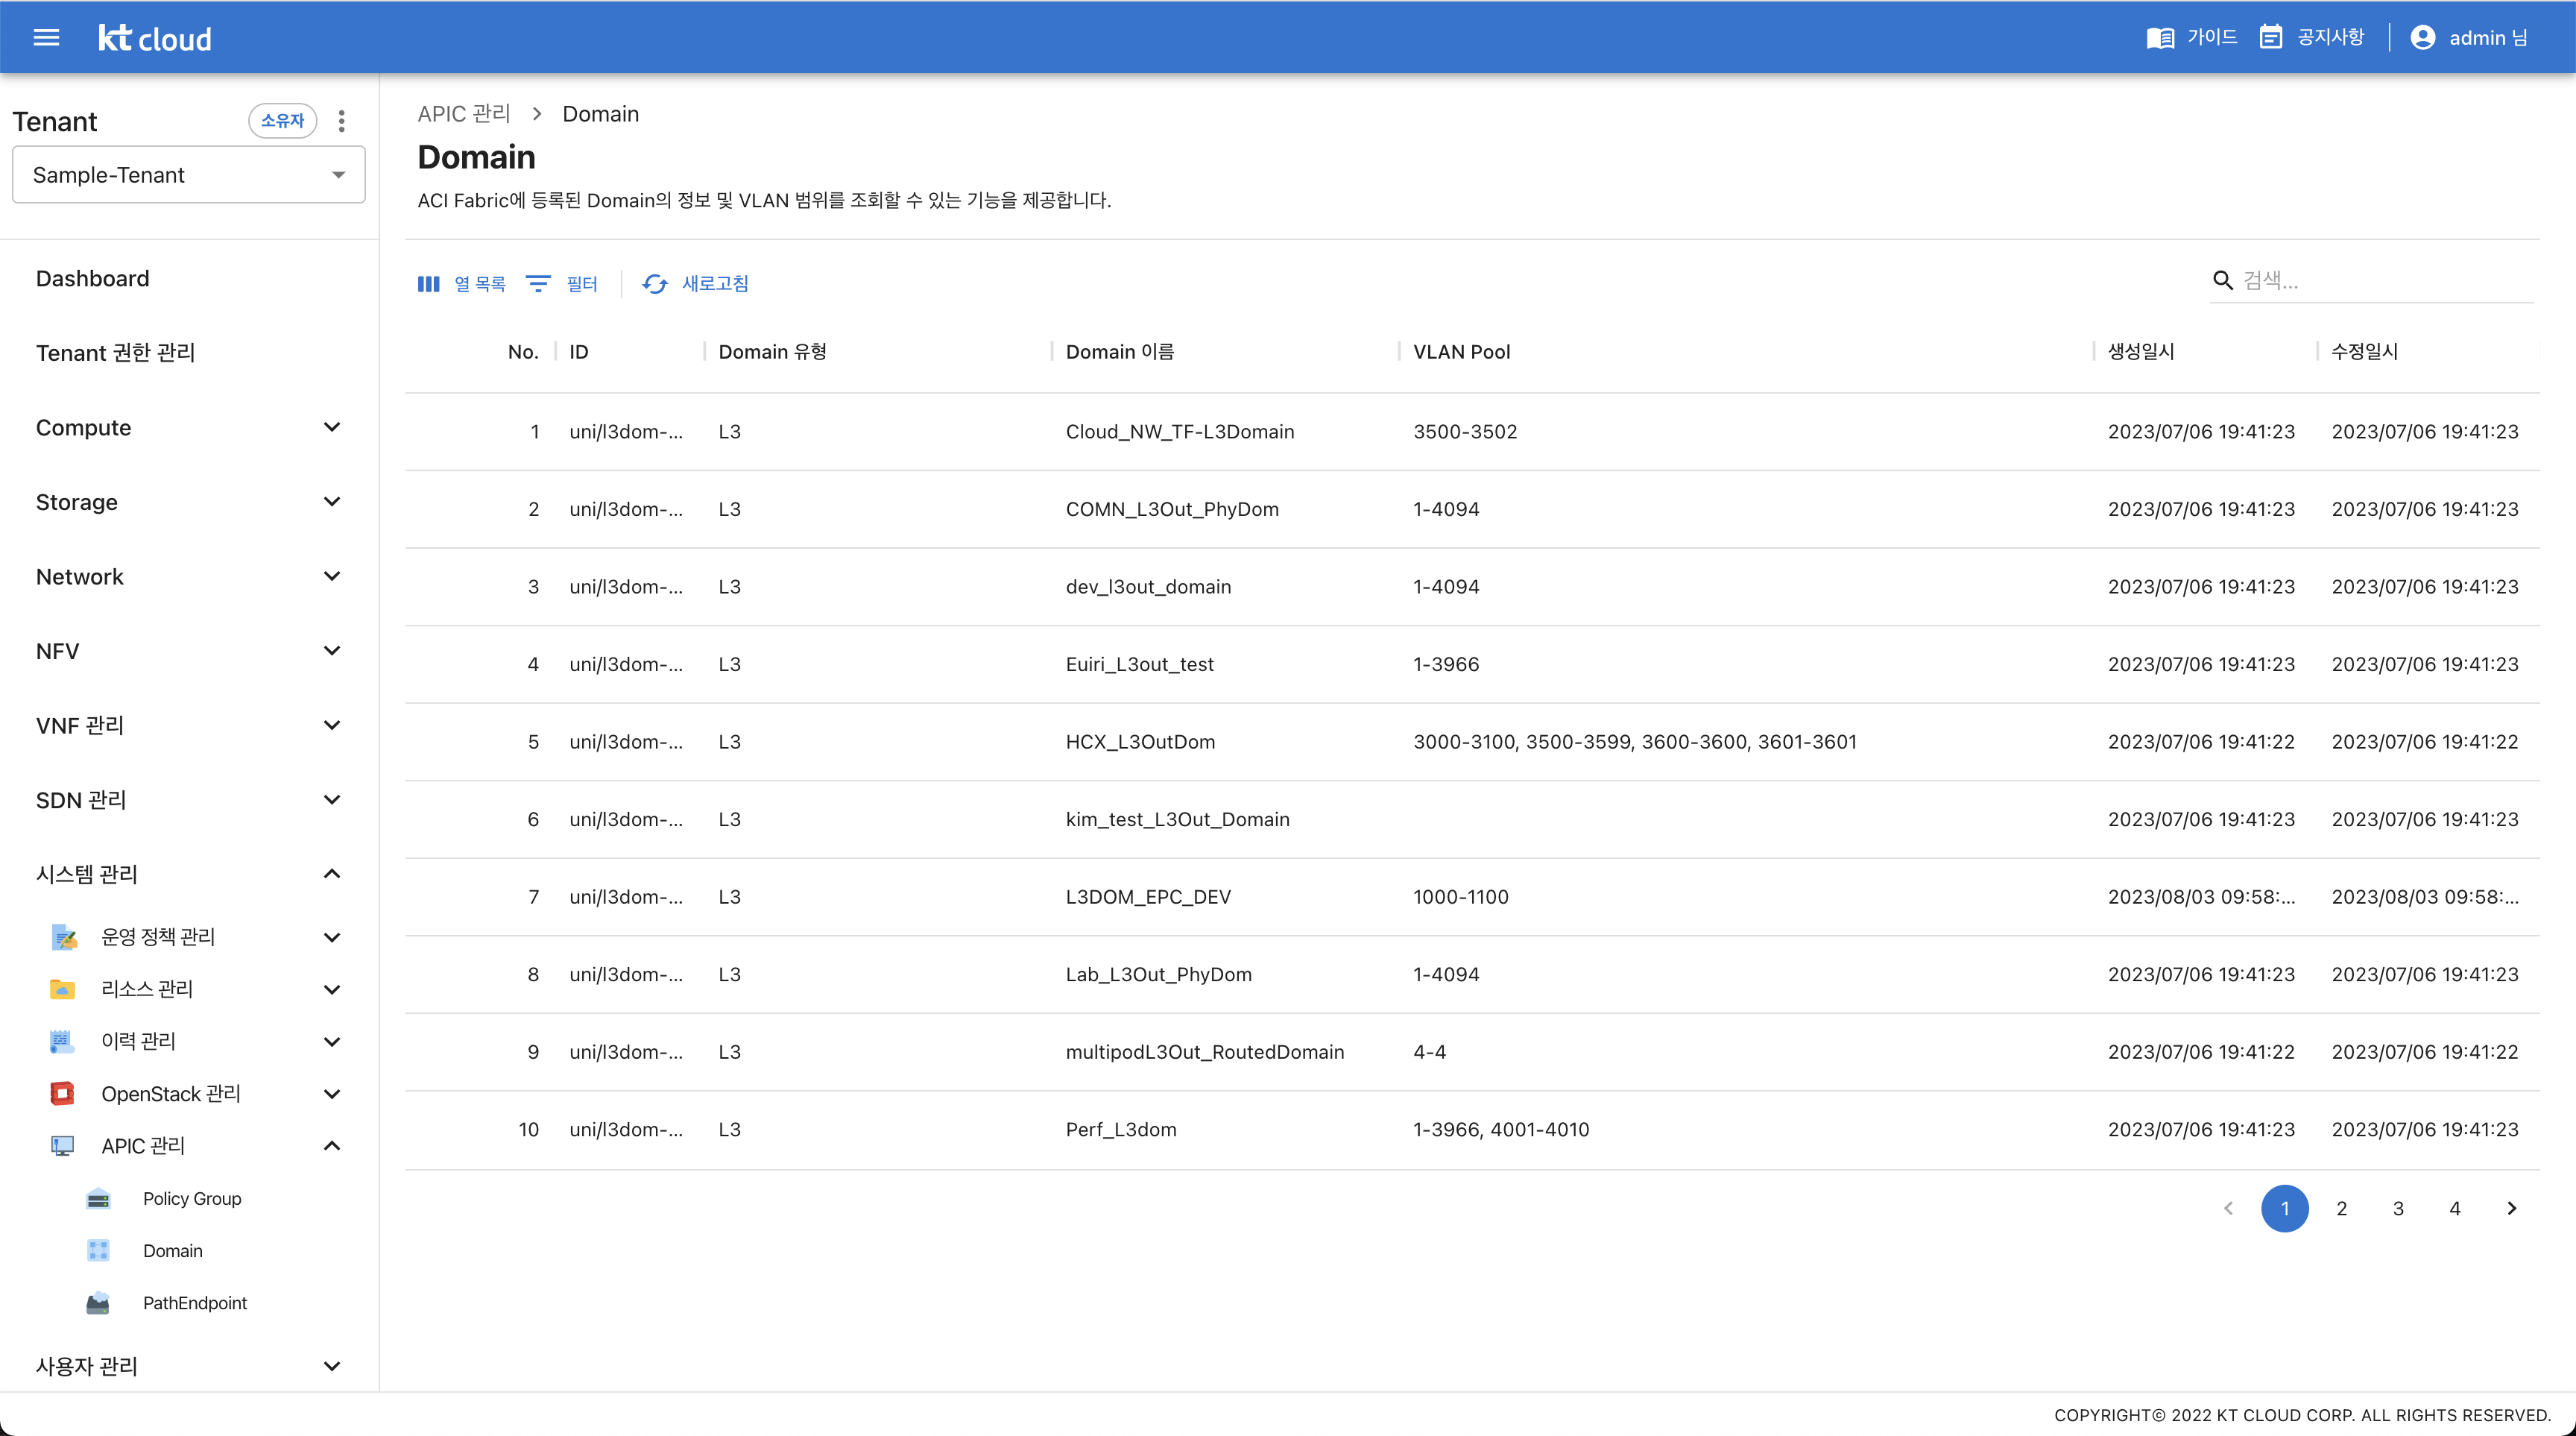 kt cloud
가이드 공지사항 admin 님
Tenant 소유자
Sample-Tenant
Dashboard
Tenant 권한 관리
Compute
Storage
Network
NFV
VNF 관리
SDN 관리
시스템 관리
운영 정책 관리
리소스 관리
이력 관리
OpenStack 관리
APIC 관리
Policy Group
Domain
PathEndpoint
사용자 관리
APIC 관리 > Domain
Domain
ACI Fabric에 등록된 Domain의 정보 및 VLAN 범위를 조회할 수 있는 기능을 제공합니다.
열 목록 필터 새로고침 검색...
No. ID Domain 유형 Domain 이름 VLAN Pool 생성일시 수정일시
1 uni/l3dom-... L3 Cloud_NW_TF-L3Domain 3500-3502 2023/07/06 19:41:23 2023/07/06 19:41:23
2 uni/l3dom-... L3 COMN_L3Out_PhyDom 1-4094 2023/07/06 19:41:23 2023/07/06 19:41:23
3 uni/l3dom-... L3 dev_l3out_domain 1-4094 2023/07/06 19:41:23 2023/07/06 19:41:23
4 uni/l3dom-... L3 Euiri_L3out_test 1-3966 2023/07/06 19:41:23 2023/07/06 19:41:23
5 uni/l3dom-... L3 HCX_L3OutDom 3000-3100, 3500-3599, 3600-3600, 3601-3601 2023/07/06 19:41:22 2023/07/06 19:41:22
6 uni/l3dom-... L3 kim_test_L3Out_Domain 2023/07/06 19:41:23 2023/07/06 19:41:23
7 uni/l3dom-... L3 L3DOM_EPC_DEV 1000-1100 2023/08/03 09:58:... 2023/08/03 09:58:...
8 uni/l3dom-... L3 Lab_L3Out_PhyDom 1-4094 2023/07/06 19:41:23 2023/07/06 19:41:23
9 uni/l3dom-... L3 multipodL3Out_RoutedDomain 4-4 2023/07/06 19:41:22 2023/07/06 19:41:22
10 uni/l3dom-... L3 Perf_L3dom 1-3966, 4001-4010 2023/07/06 19:41:23 2023/07/06 19:41:23
1 2 3 4
COPYRIGHT© 2022 KT CLOUD CORP. ALL RIGHTS RESERVED.